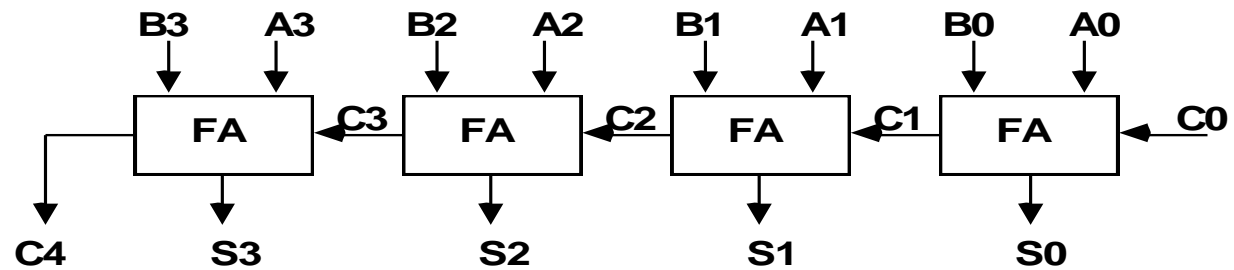 B3 A3 B2 A2 B1 A1 B0 A0
FA C3 FA C2 FA C1 FA C0
C4 S3 S2 S1 S0